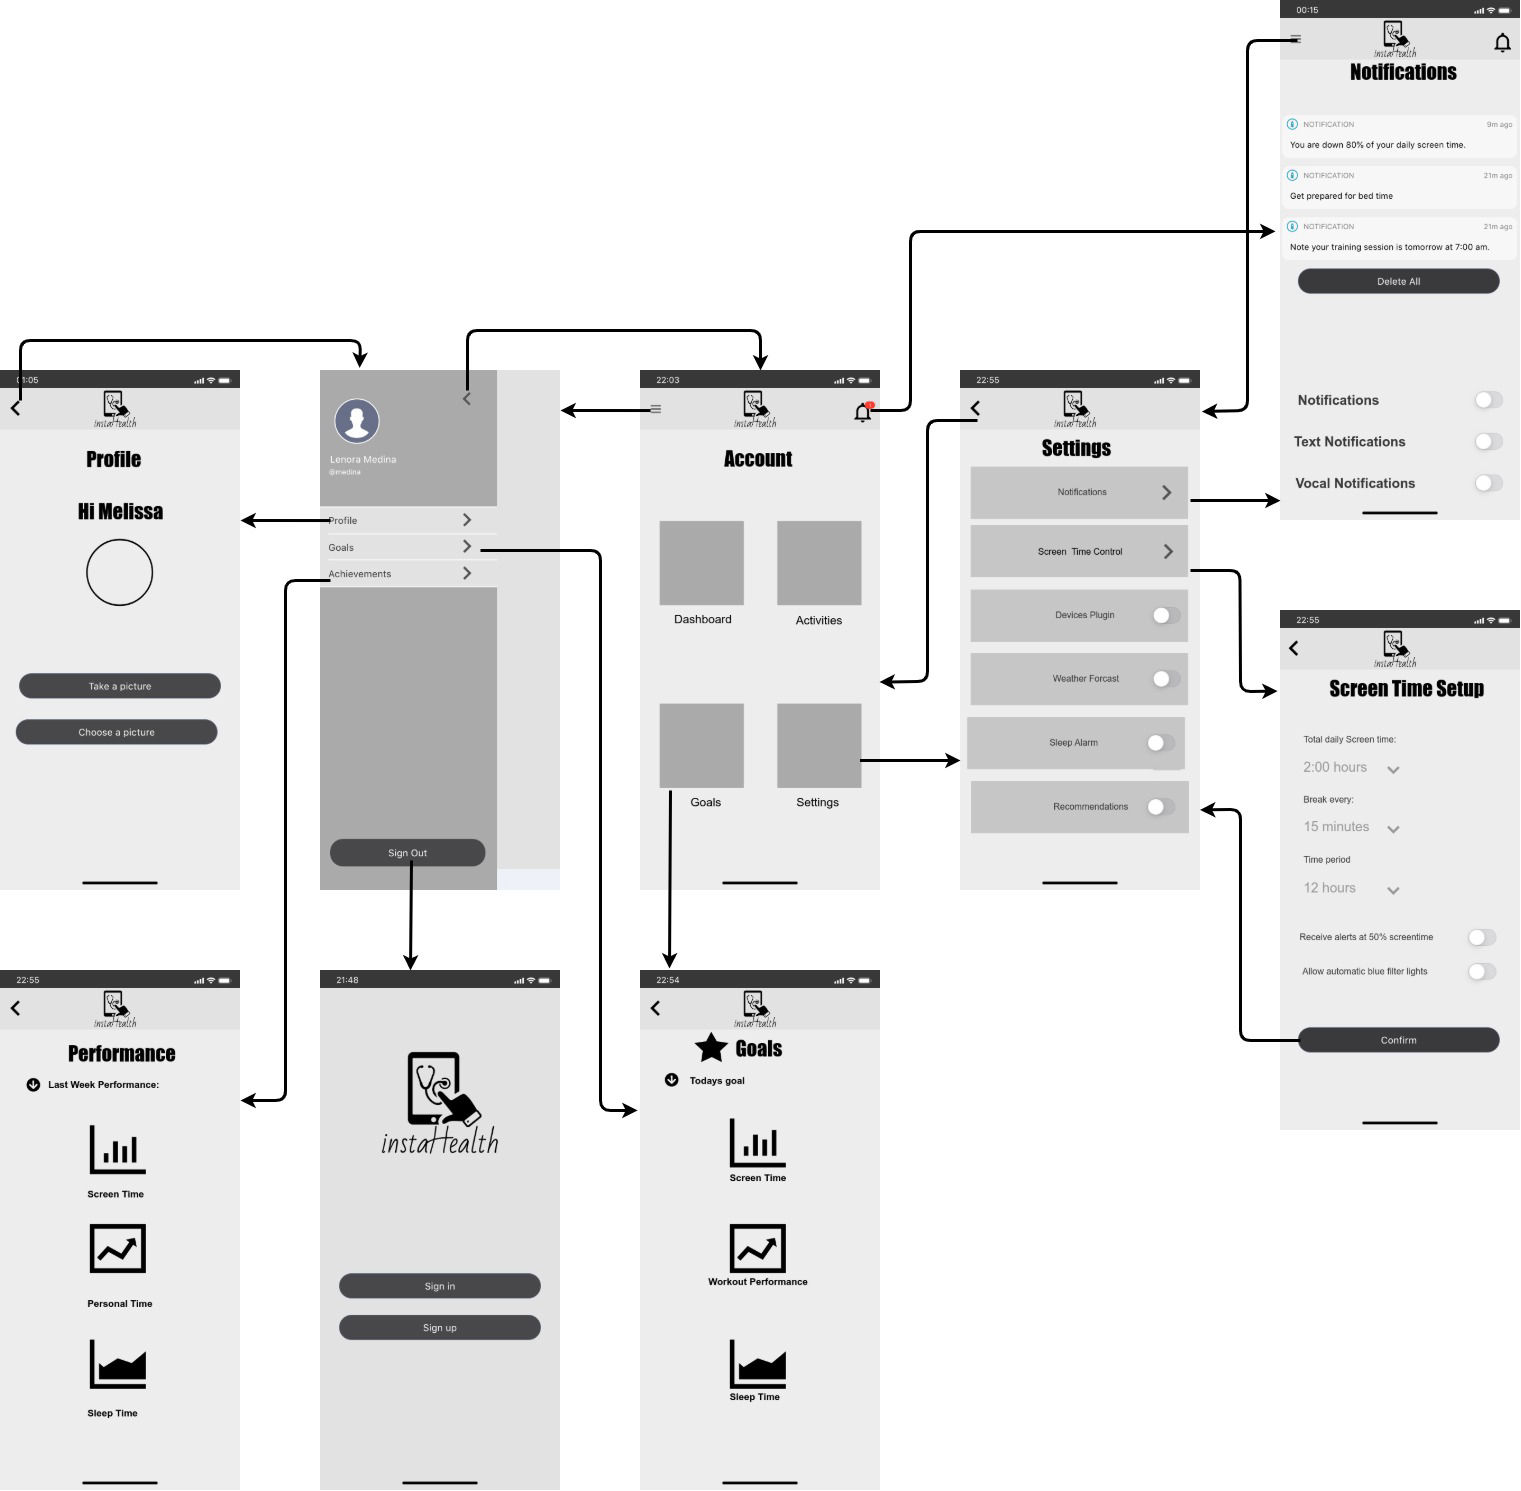 00:15
instaHealth
Notifications
NOTIFICATION 9m ago
You are down 80% of your daily screen time.
NOTIFICATION 21m ago
Get prepared for bed time
NOTIFICATION 21m ago
Note your training session is tomorrow at 7:00 am.
Delete All
Notifications
Text Notifications
Vocal Notifications
01:05
instaHealth
Profile
Hi Melissa
Take a picture
Choose a picture
Lenora Medina
@medina
Profile
Goals
Achievements
Sign Out
22:03
instaHealth
Account
Dashboard
Activities
Goals
Settings
22:55
instaHealth
Settings
Notifications
Screen Time Control
Devices Plugin
Weather Forcast
Sleep Alarm
Recommendations
22:55
instaHealth
Screen Time Setup
Total daily Screen time:
2:00 hours
Break every:
15 minutes
Time period
12 hours
Receive alerts at 50% screentime
Allow automatic blue filter lights
Confirm
22:55
instaHealth
Performance
Last Week Performance:
Screen Time
Personal Time
Sleep Time
21:48
instaHealth
Sign in
Sign up
22:54
instaHealth
Goals
Todays goal
Screen Time
Workout Performance
Sleep Time